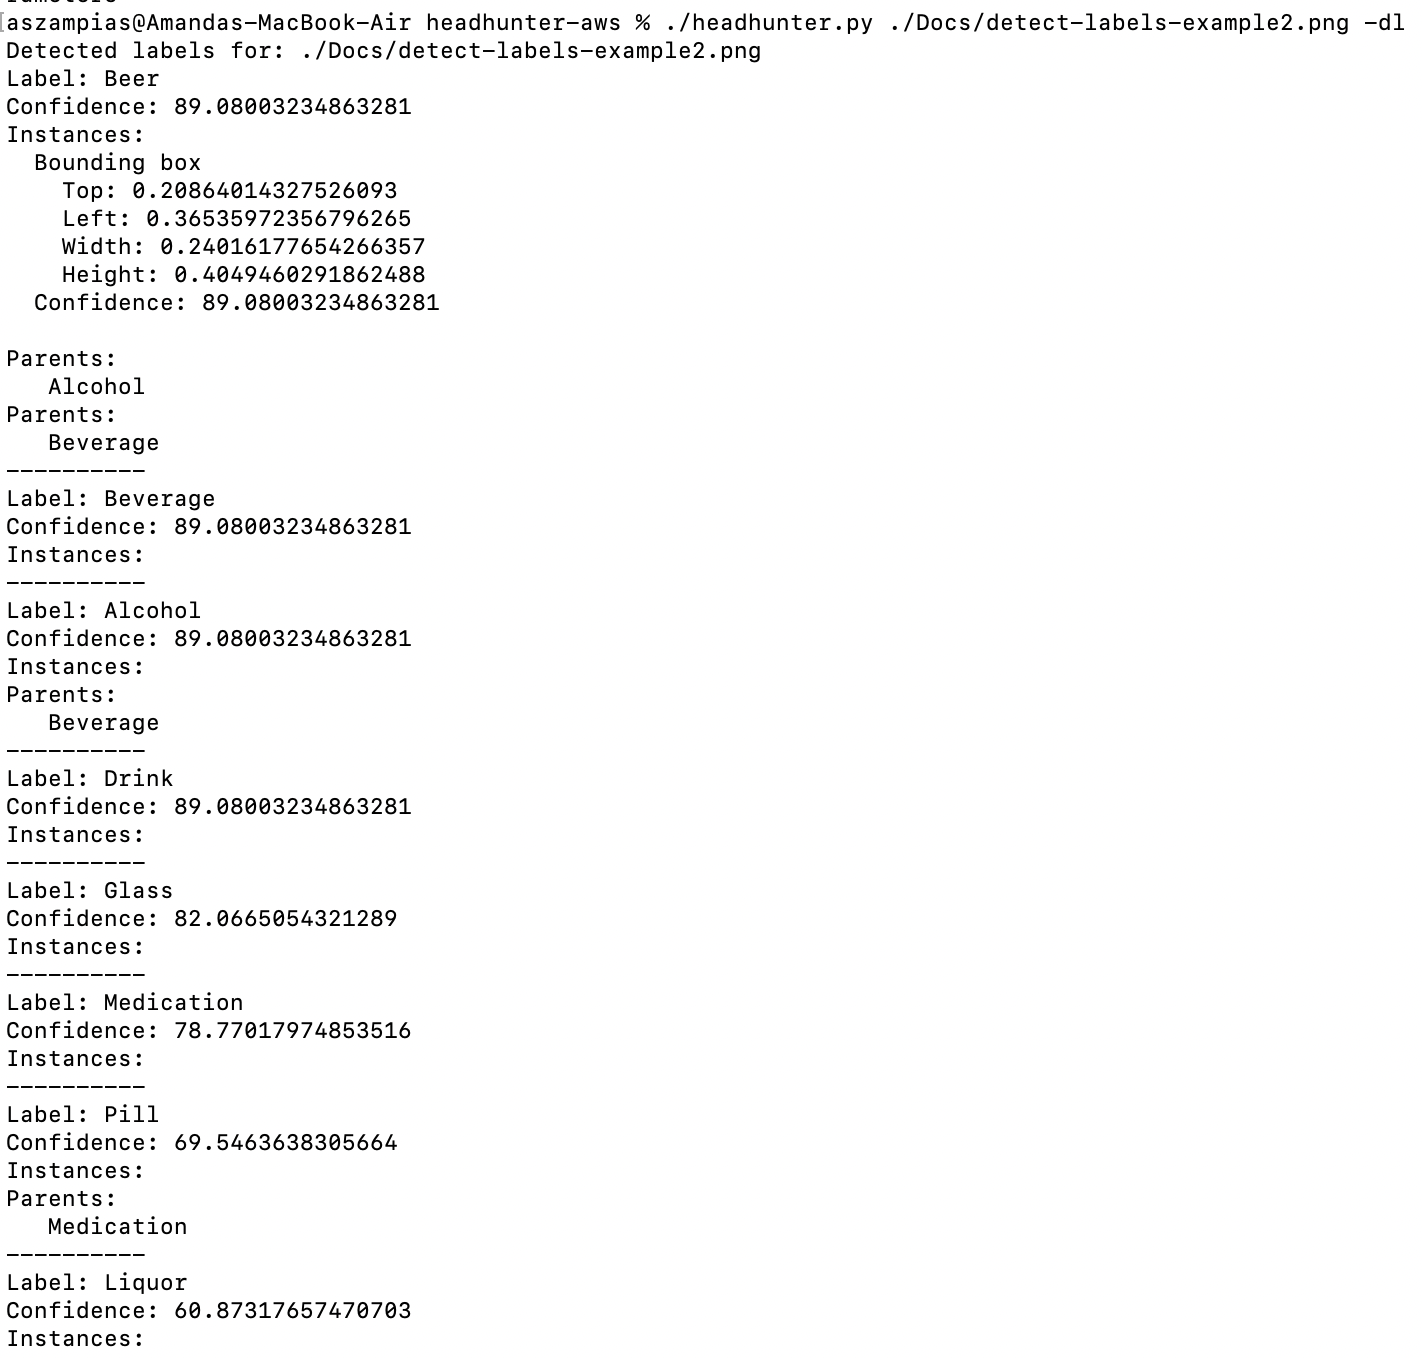 aszampias@Amandas-MacBook-Air headhunter-aws % ./headhunter.py ./Docs/detect-labels-example2.png -dl
Detected labels for: ./Docs/detect-labels-example2.png
Label: Beer
Confidence: 89.08003234863281
Instances:
  Bounding box
    Top: 0.20864014327526093
    Left: 0.36535972356796265
    Width: 0.24016177654266357
    Height: 0.4049460291862488
  Confidence: 89.08003234863281

Parents:
   Alcohol
Parents:
   Beverage
----------
Label: Beverage
Confidence: 89.08003234863281
Instances:
----------
Label: Alcohol
Confidence: 89.08003234863281
Instances:
Parents:
   Beverage
----------
Label: Drink
Confidence: 89.08003234863281
Instances:
----------
Label: Glass
Confidence: 82.0665054321289
Instances:
----------
Label: Medication
Confidence: 78.77017974853516
Instances:
----------
Label: Pill
Confidence: 69.5463638305664
Instances:
Parents:
   Medication
----------
Label: Liquor
Confidence: 60.87317657470703
Instances: